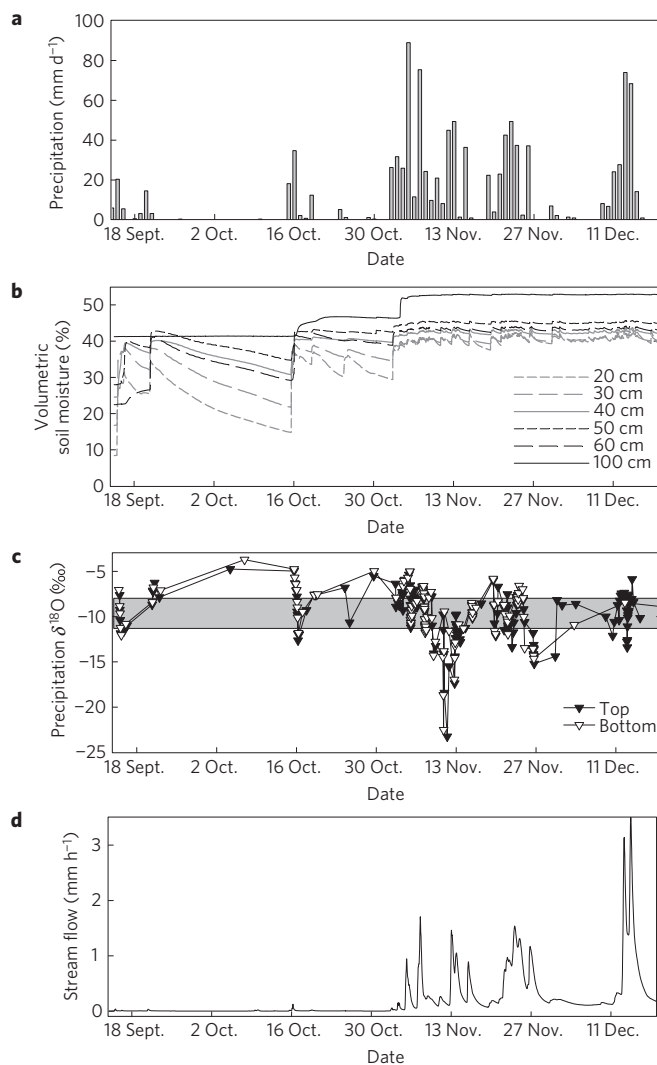 a
Precipitation (mm d⁻¹)
100
80
60
40
20
0
18 Sept. 2 Oct. 16 Oct. 30 Oct. 13 Nov. 27 Nov. 11 Dec.
Date
b
Volumetric
soil moisture (%)
50
40
30
20
10
0
20 cm
30 cm
40 cm
50 cm
60 cm
100 cm
18 Sept. 2 Oct. 16 Oct. 30 Oct. 13 Nov. 27 Nov. 11 Dec.
Date
c
Precipitation δ¹⁸O (‰)
−5
−10
−15
−20
−25
Top
Bottom
18 Sept. 2 Oct. 16 Oct. 30 Oct. 13 Nov. 27 Nov. 11 Dec.
Date
d
Stream flow (mm h⁻¹)
3
2
1
0
18 Sept. 2 Oct. 16 Oct. 30 Oct. 13 Nov. 27 Nov. 11 Dec.
Date